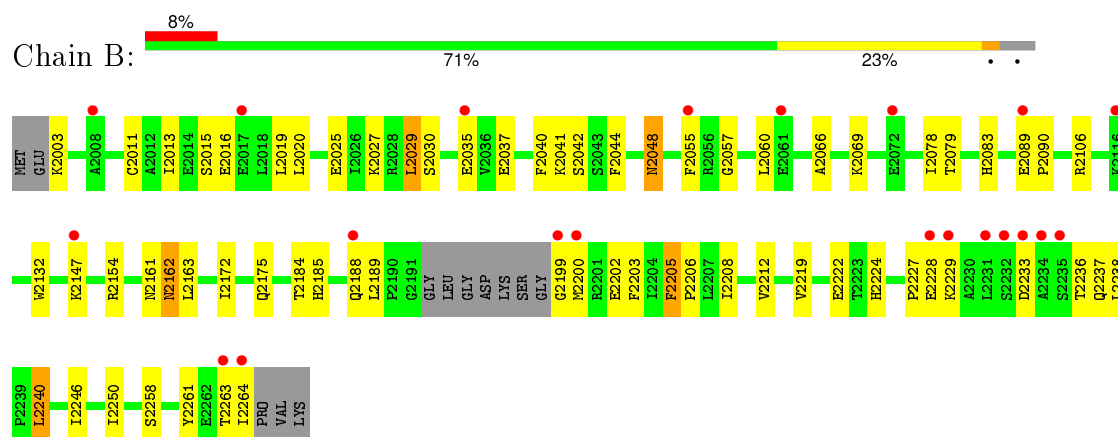 8%
Chain B:
71% 23% • •
MET GLU K2003 A2008 C2011 A2012 I2013 E2014 S2015 E2016 E2017 L2018 L2019 L2020 E2025 I2026 K2027 R2028 L2029 S2030 E2035 V2036 E2037 F2040 K2041 S2042 S2043 F2044 N2048 F2055 R2056 G2057 L2060 E2061 A2066 K2069 E2072 I2078 T2079 H2083 E2089 P2090 R2106 K2116
W2132 K2147 R2154 N2161 N2162 L2163 I2172 Q2175 T2184 H2185 Q2188 L2189 P2190 G2191 GLY LEU GLY ASP LYS SER GLY G2199 M2200 R2201 E2202 F2203 I2204 F2205 P2206 L2207 I2208 V2212 V2219 E2222 T2223 H2224 P2227 E2228 K2229 A2230 L2231 S2232 D2233 A2234 S2235 T2236 Q2237 L2238
P2239 L2240 I2246 I2250 S2258 Y2261 E2262 T2263 I2264 PRO VAL LYS